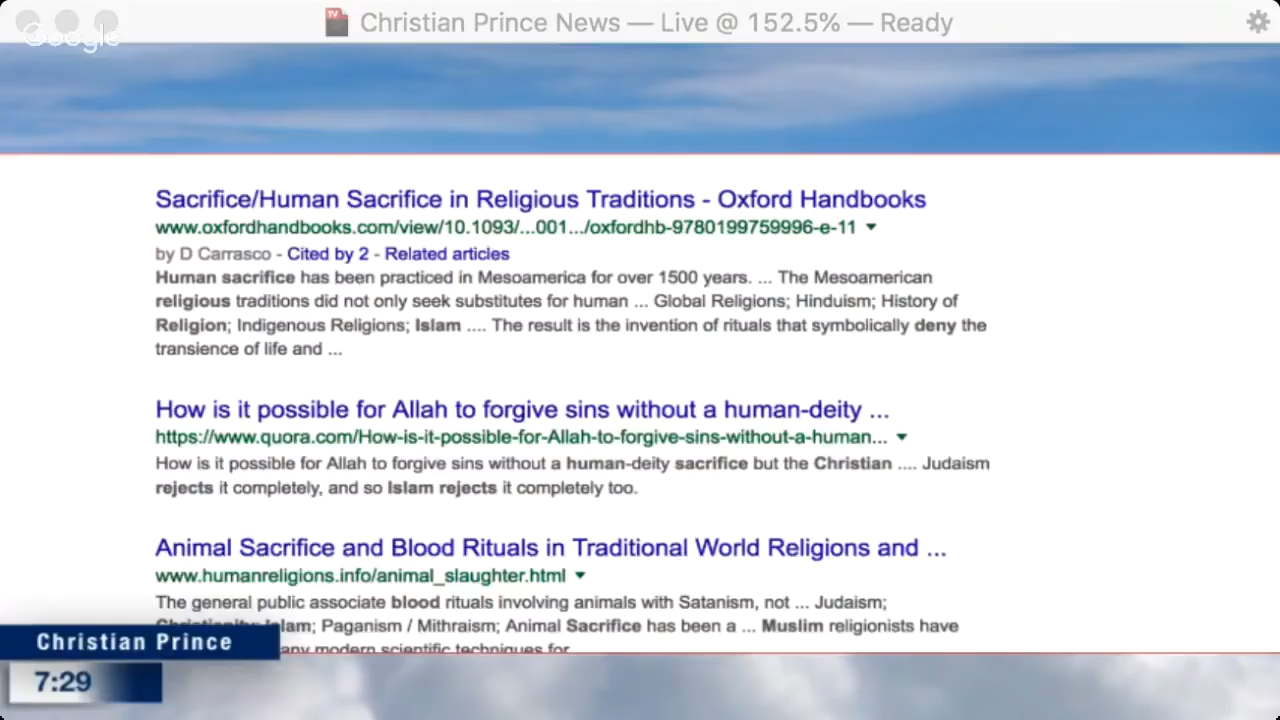 Google
TV
Christian Prince News — Live @ 152.5% — Ready
Sacrifice/Human Sacrifice in Religious Traditions - Oxford Handbooks
www.oxfordhandbooks.com/view/10.1093/...001.../oxfordhb-9780199759996-e-11
by D Carrasco - Cited by 2 - Related articles
Human sacrifice has been practiced in Mesoamerica for over 1500 years. ... The Mesoamerican
religious traditions did not only seek substitutes for human ... Global Religions; Hinduism; History of
Religion; Indigenous Religions; Islam .... The result is the invention of rituals that symbolically deny the
transience of life and ...
How is it possible for Allah to forgive sins without a human-deity ...
https://www.quora.com/How-is-it-possible-for-Allah-to-forgive-sins-without-a-human...
How is it possible for Allah to forgive sins without a human-deity sacrifice but the Christian .... Judaism
rejects it completely, and so Islam rejects it completely too.
Animal Sacrifice and Blood Rituals in Traditional World Religions and ...
www.humanreligions.info/animal_slaughter.html
The general public associate blood rituals involving animals with Satanism, not ... Judaism;
Christianity; Islam; Paganism / Mithraism; Animal Sacrifice has been a ... Muslim religionists have
any modern scientific techniques for
Christian Prince
7:29